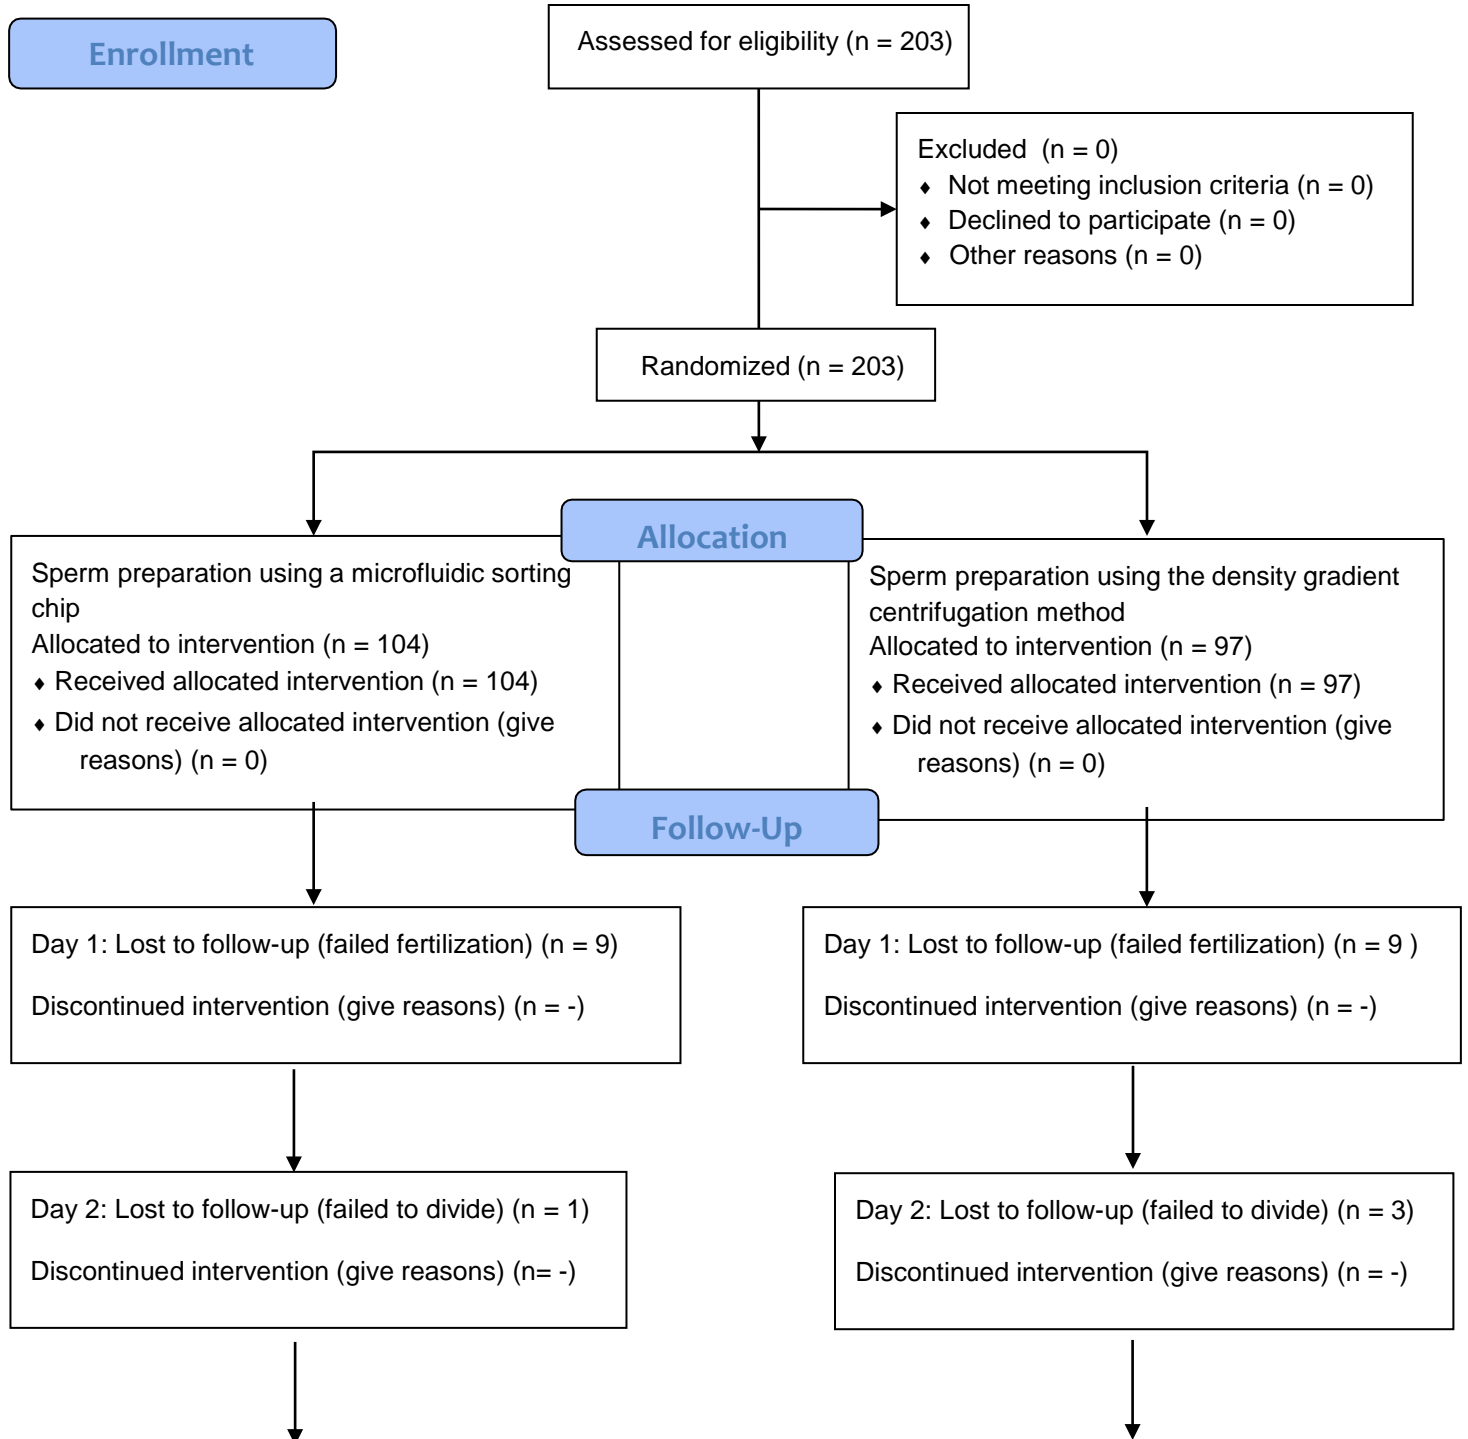 Enrollment
Assessed for eligibility (n = 203)
Excluded (n = 0)
♦ Not meeting inclusion criteria (n = 0)
♦ Declined to participate (n = 0)
♦ Other reasons (n = 0)
Randomized (n = 203)
Allocation
Sperm preparation using a microfluidic sorting
chip
Allocated to intervention (n = 104)
♦ Received allocated intervention (n = 104)
♦ Did not receive allocated intervention (give
reasons) (n = 0)
Sperm preparation using the density gradient
centrifugation method
Allocated to intervention (n = 97)
♦ Received allocated intervention (n = 97)
♦ Did not receive allocated intervention (give
reasons) (n = 0)
Follow-Up
Day 1: Lost to follow-up (failed fertilization) (n = 9)
Discontinued intervention (give reasons) (n = -)
Day 1: Lost to follow-up (failed fertilization) (n = 9 )
Discontinued intervention (give reasons) (n = -)
Day 2: Lost to follow-up (failed to divide) (n = 1)
Discontinued intervention (give reasons) (n= -)
Day 2: Lost to follow-up (failed to divide) (n = 3)
Discontinued intervention (give reasons) (n = -)